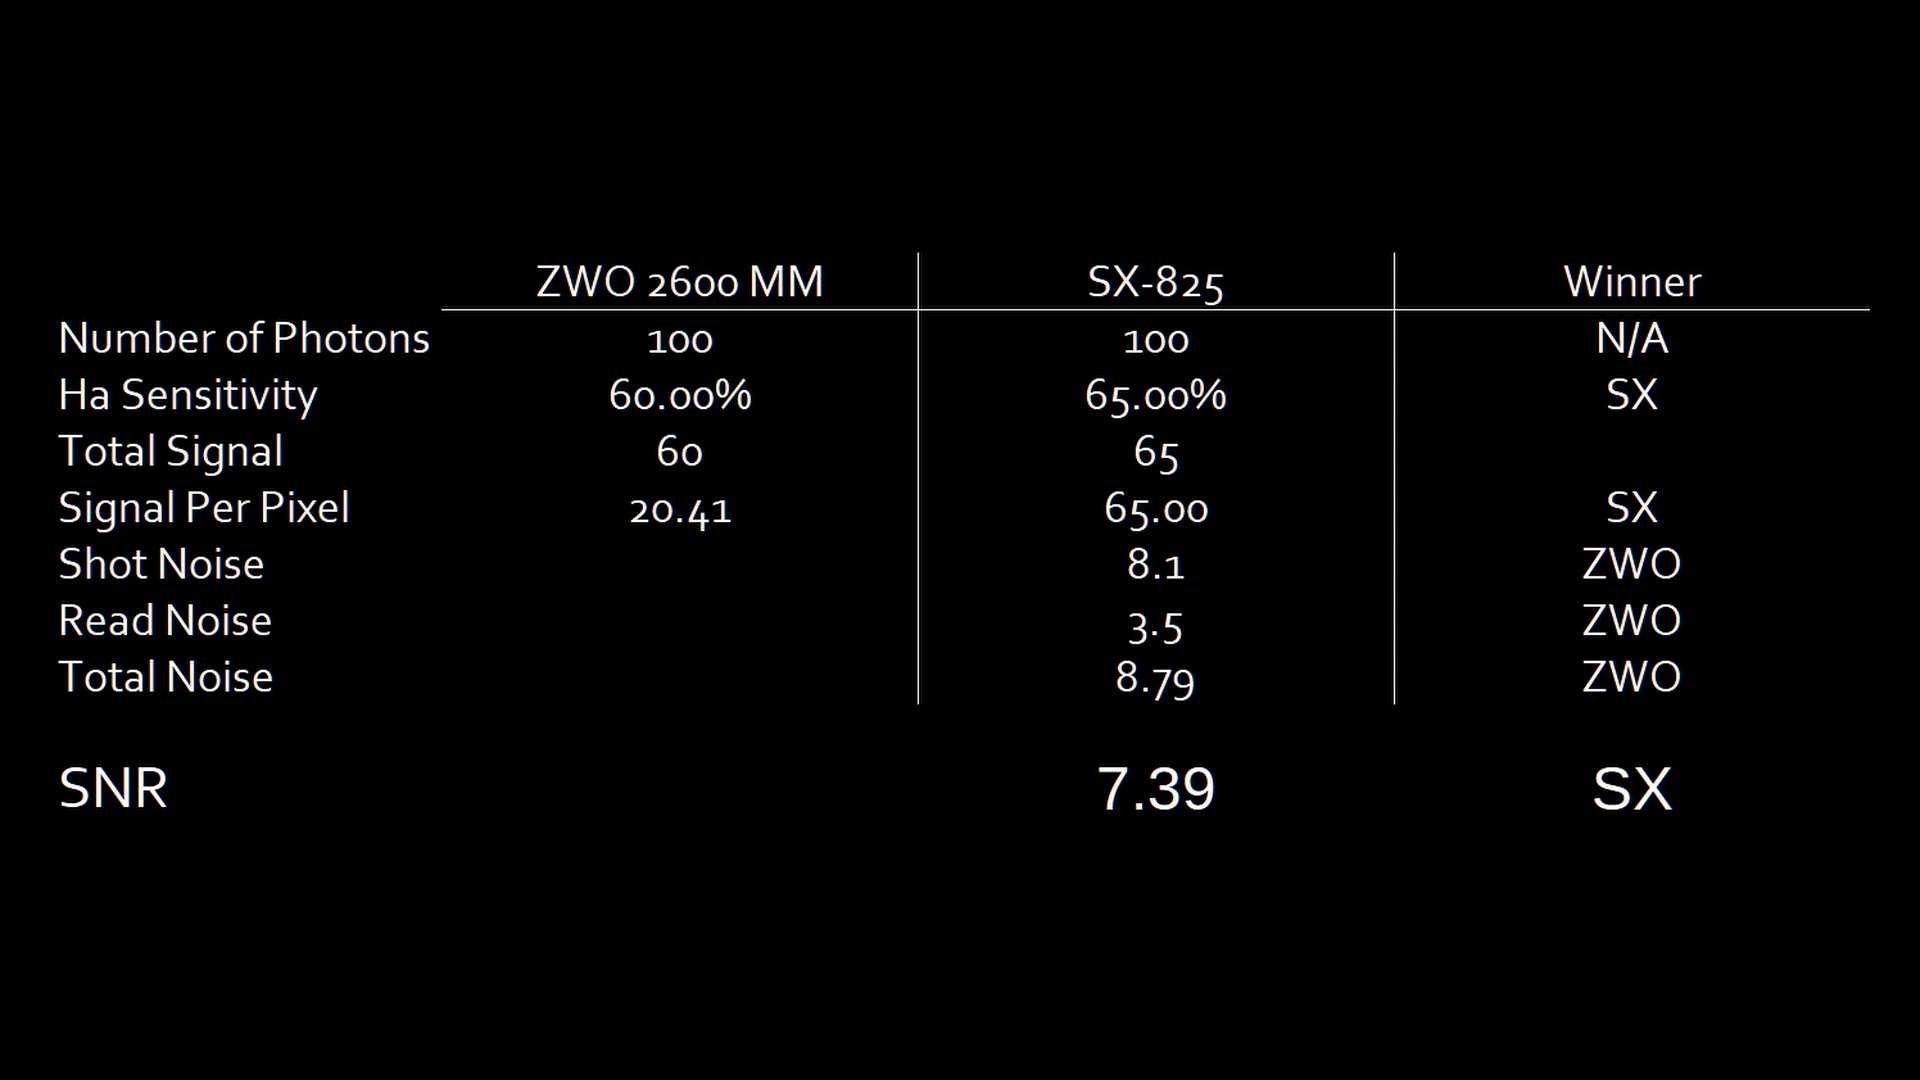 ZWO 2600 MM SX-825 Winner
Number of Photons 100 100 N/A
Ha Sensitivity 60.00% 65.00% SX
Total Signal 60 65
Signal Per Pixel 20.41 65.00 SX
Shot Noise 8.1 ZWO
Read Noise 3.5 ZWO
Total Noise 8.79 ZWO
SNR 7.39 SX